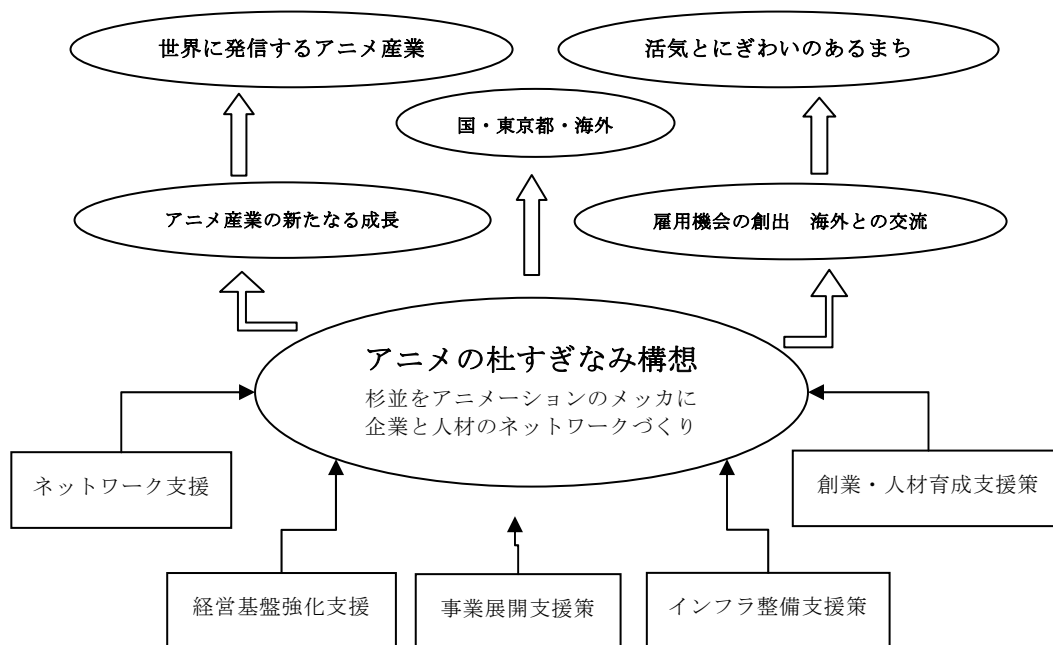 世界に発信するアニメ産業
活気とにぎわいのあるまち
国・東京都・海外
アニメ産業の新たなる成長
雇用機会の創出　海外との交流
アニメの杜すぎなみ構想
杉並をアニメーションのメッカに
企業と人材のネットワークづくり
ネットワーク支援
創業・人材育成支援策
経営基盤強化支援
事業展開支援策
インフラ整備支援策